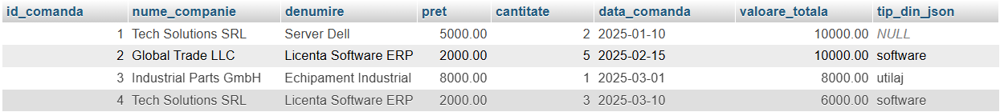 id_comanda nume_companie denumire pret cantitate data_comanda valoare_totala tip_din_json
1 Tech Solutions SRL Server Dell 5000.00 2 2025-01-10 10000.00 NULL
2 Global Trade LLC Licenta Software ERP 2000.00 5 2025-02-15 10000.00 software
3 Industrial Parts GmbH Echipament Industrial 8000.00 1 2025-03-01 8000.00 utilaj
4 Tech Solutions SRL Licenta Software ERP 2000.00 3 2025-03-10 6000.00 software